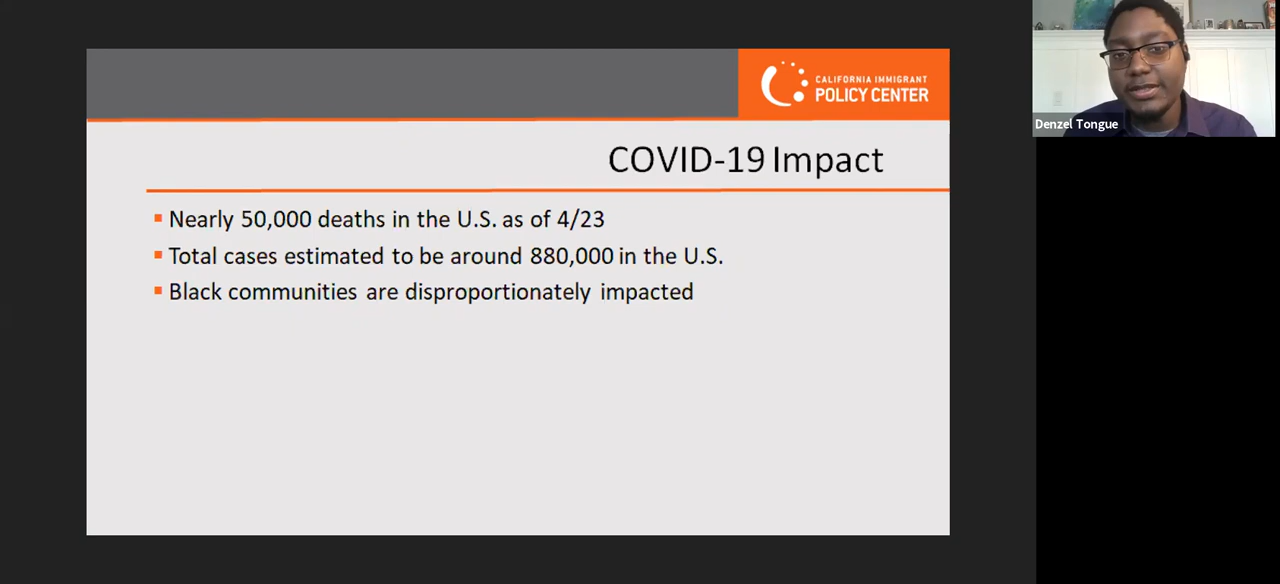 CALIFORNIA IMMIGRANT
POLICY CENTER
Denzel Tongue
COVID-19 Impact
Nearly 50,000 deaths in the U.S. as of 4/23
Total cases estimated to be around 880,000 in the U.S.
Black communities are disproportionately impacted